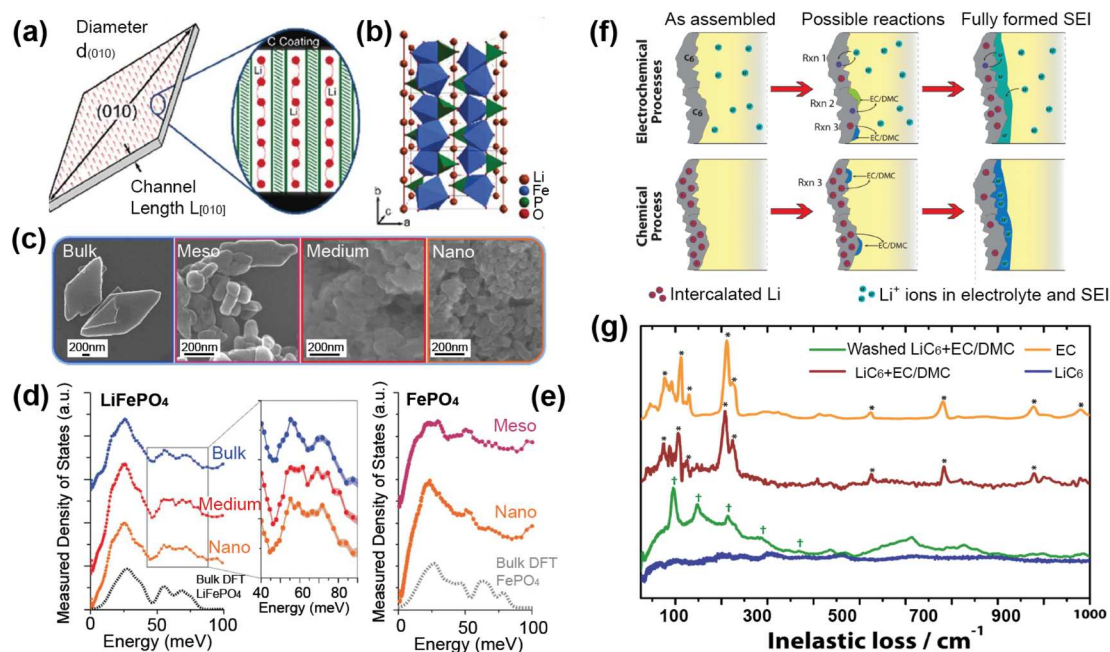 (a)
Diameter
d(010)
(010)
Channel
Length L[010]
C Coating
Li
Li
Li
(b)
b
c
a
Li
Fe
P
O
(c)
Bulk
Meso
Medium
Nano
200nm
200nm
200nm
200nm
(d)
LiFePO4
Measured Density of States (a.u.)
Bulk
Medium
Nano
Bulk DFT
LiFePO4
0 50 100
Energy (meV)
40 60 80
Energy (meV)
(e)
FePO4
Measured Density of States (a.u.)
Meso
Nano
Bulk DFT
FePO4
0 50 100
Energy (meV)
(f)
As assembled
Possible reactions
Fully formed SEI
Electrochemical
Processes
C6
C6
Rxn 1
Rxn 2
EC/DMC
Rxn 3
EC/DMC
Chemical
Process
Rxn 3
EC/DMC
EC/DMC
Intercalated Li
Li+ ions in electrolyte and SEI
(g)
Washed LiC6+EC/DMC
EC
LiC6+EC/DMC
LiC6
* * * * * * * * * *
* * * * * * * *
† † † † †
100 200 300 400 500 600 700 800 900 1000
Inelastic loss / cm-1